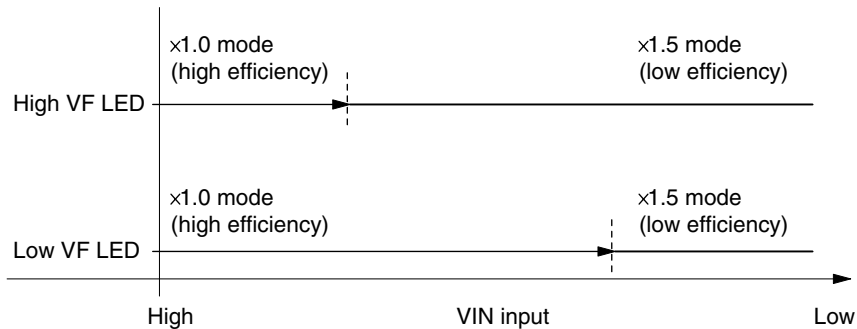 ×1.0 mode
(high efficiency)
×1.5 mode
(low efficiency)
High VF LED
×1.0 mode
(high efficiency)
×1.5 mode
(low efficiency)
Low VF LED
High
VIN input
Low